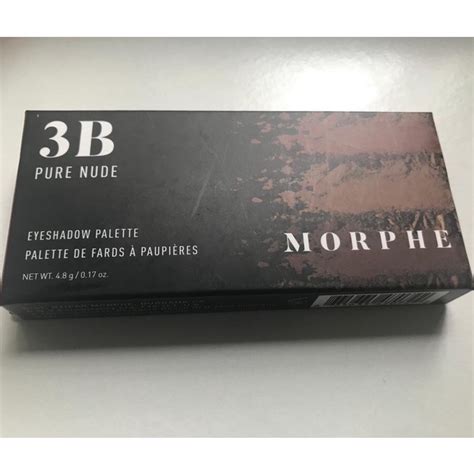 3B
PURE NUDE
EYESHADOW PALETTE
PALETTE DE FARDS À PAUPIÈRES
NET WT. 4.8 g / 0.17 oz.
MORPHE